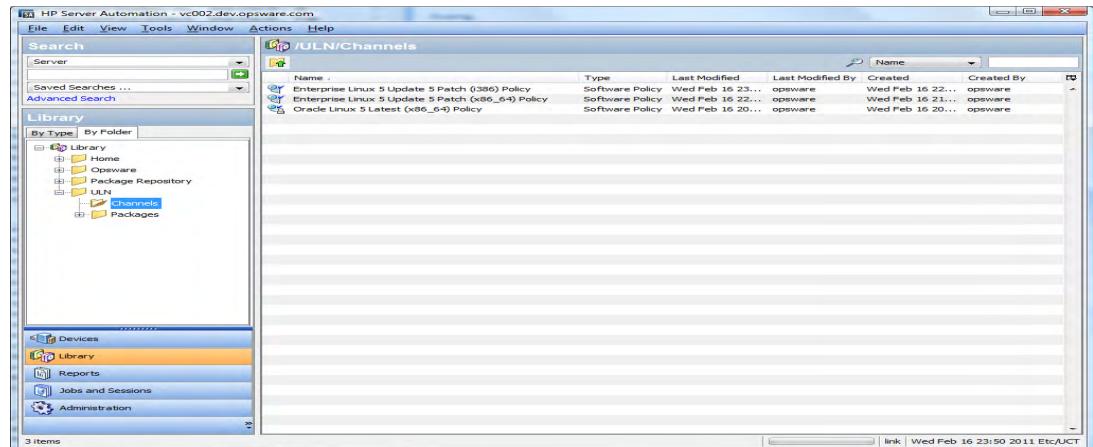 HP Server Automation - vc002.dev.opsware.com
File Edit View Tools Window Actions Help
Search
Server
Saved Searches ...
Advanced Search
Library
By Type By Folder
Library
Home
Opsware
Package Repository
ULN
Channels
Packages
Devices
Library
Reports
Jobs and Sessions
Administration
/ULN/Channels
Name
Name Type Last Modified Last Modified By Created Created By
Enterprise Linux 5 Update 5 Patch (i386) Policy Software Policy Wed Feb 16 23... opsware Wed Feb 16 22... opsware
Enterprise Linux 5 Update 5 Patch (x86_64) Policy Software Policy Wed Feb 16 22... opsware Wed Feb 16 21... opsware
Oracle Linux 5 Latest (x86_64) Policy Software Policy Wed Feb 16 20... opsware Wed Feb 16 20... opsware
3 items link Wed Feb 16 23:50 2011 Etc/UCT